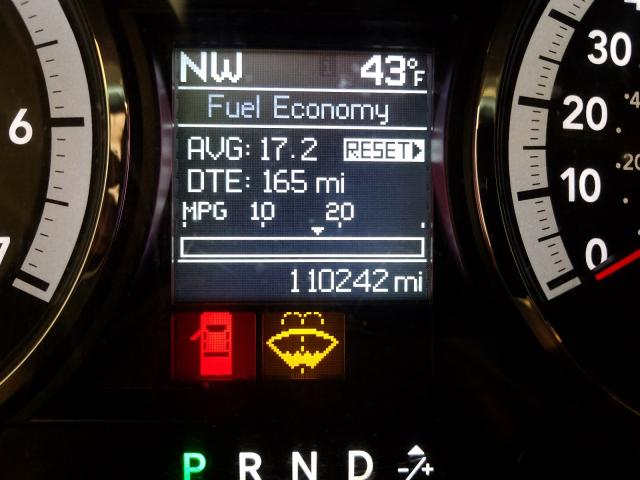 NW 43°F
Fuel Economy
AVG: 17.2 RESET
DTE: 165 mi
MPG 10 20
110242 mi
P R N D -/+
6
7
30
20
10
0